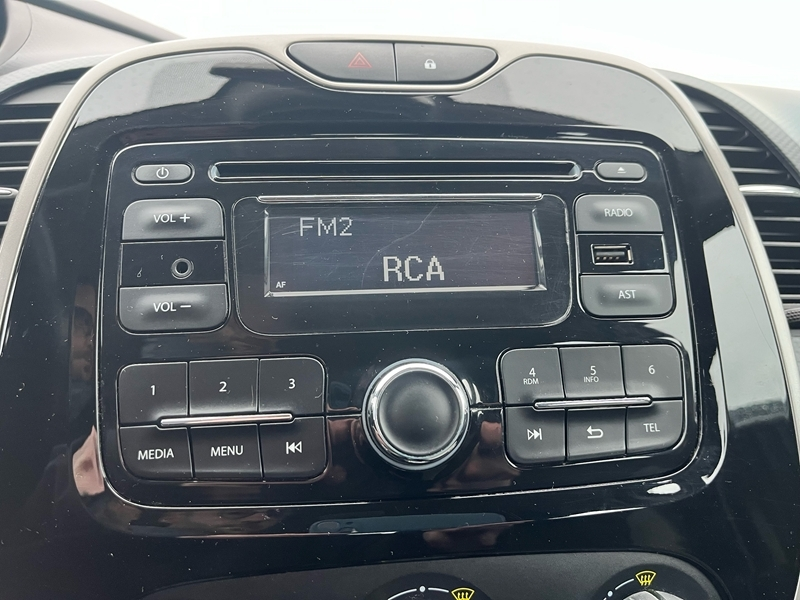 VOL +
RADIO
FM2
RCA
AF
VOL –
AST
1
2
3
4
RDM
5
INFO
6
MEDIA
MENU
TEL